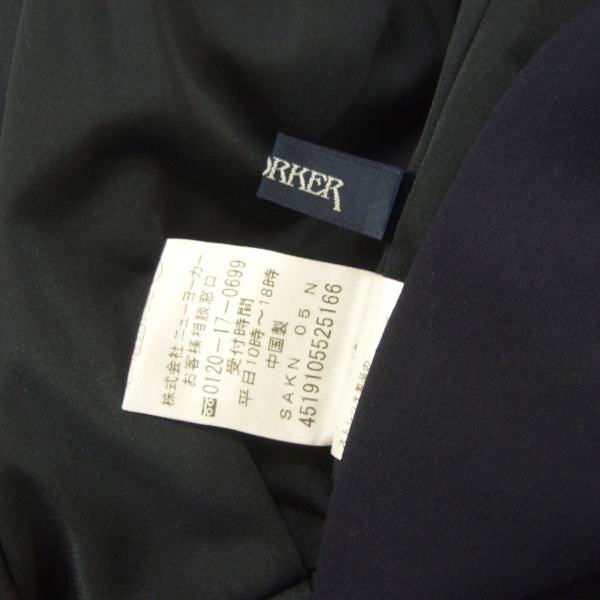 ORKER
株式会社 ニューヨーカー
お客様相談窓口
0120-17-0699
受付時間
平日10時～18時
中国製
SAKN 05 N
4519105525166